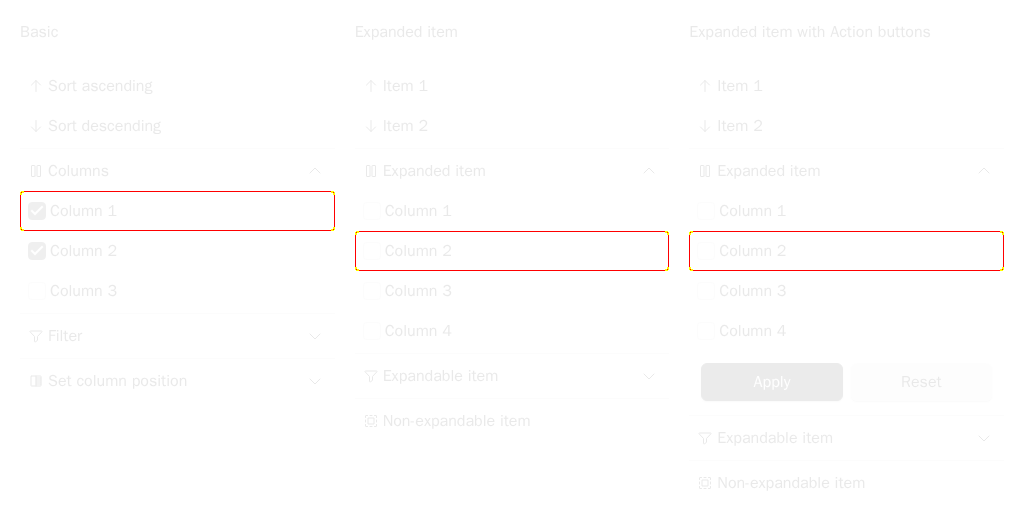 Basic
Sort ascending
Sort descending
Columns
Column 1
Column 2
Column 3
Filter
Set column position
Expanded item
Item 1
Item 2
Expanded item
Column 1
Column 2
Column 3
Column 4
Expandable item
Non-expandable item
Expanded item with Action buttons
Item 1
Item 2
Expanded item
Column 1
Column 2
Column 3
Column 4
Apply
Reset
Expandable item
Non-expandable item